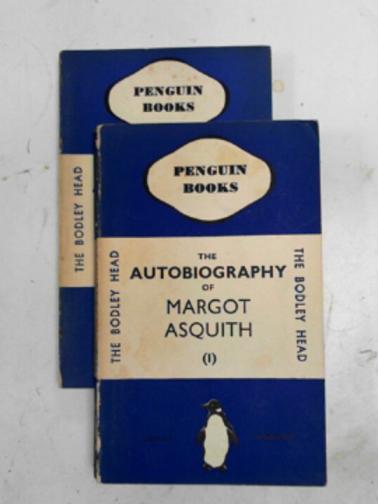 PENGUIN
BOOKS
THE BODLEY HEAD
PENGUIN
BOOKS
THE BODLEY HEAD
THE
AUTOBIOGRAPHY
OF
MARGOT
ASQUITH
(I)
THE BODLEY HEAD